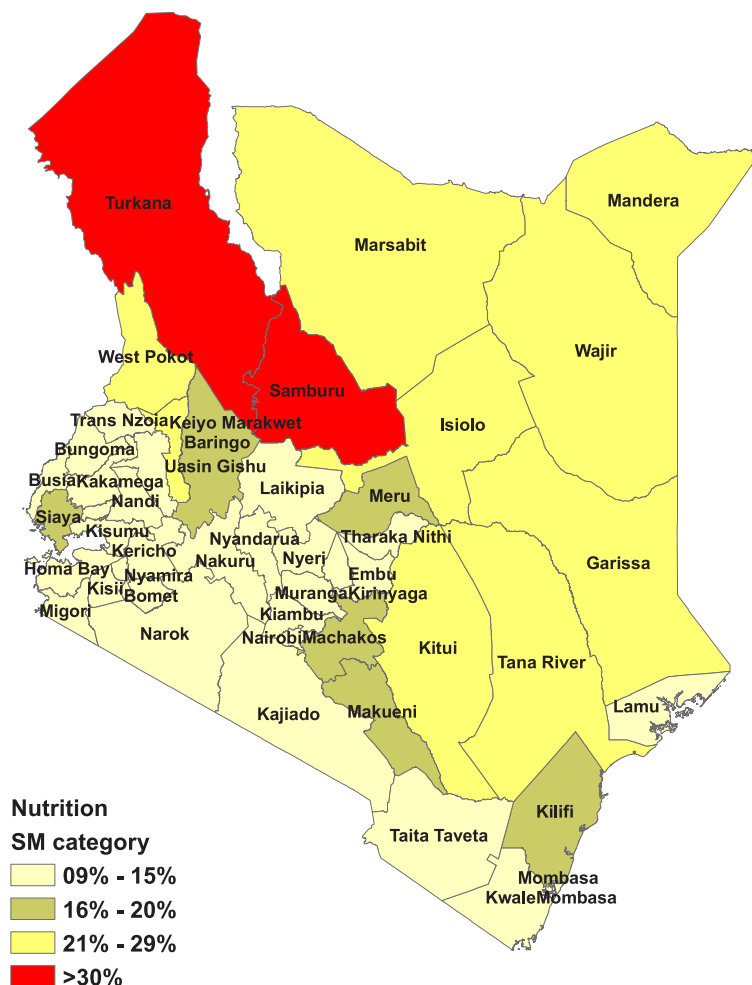 Turkana
Mandera
Marsabit
Wajir
West Pokot
Samburu
Trans Nzoia
Keiyo Marakwet
Isiolo
Bungoma
Baringo
Busia
Kakamega
Uasin Gishu
Laikipia
Meru
Nandi
Siaya
Kisumu
Nyandarua
Tharaka Nithi
Kericho
Nyeri
Garissa
Homa Bay
Nyamira
Nakuru
Embu
Kisii
Bomet
Muranga
Kirinyaga
Migori
Kiambu
Narok
Nairobi
Machakos
Kitui
Tana River
Kajiado
Makueni
Lamu
Taita Taveta
Kilifi
Mombasa
KwaleMombasa
Nutrition
SM category
09% - 15%
16% - 20%
21% - 29%
>30%